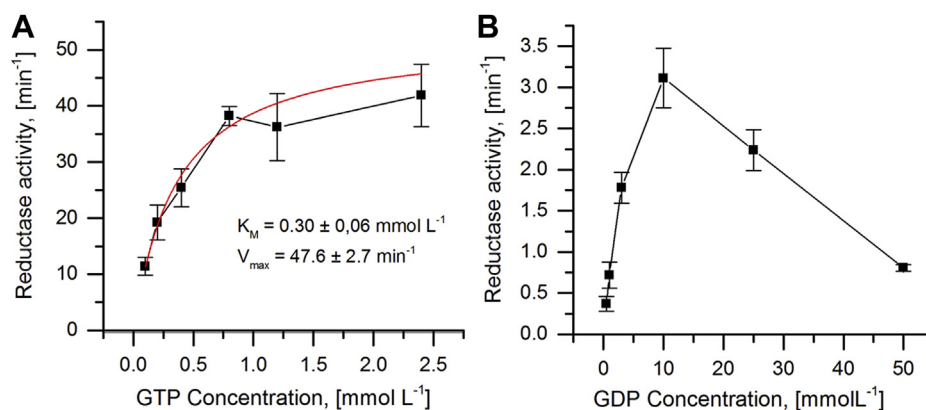 A
Reductase activity, [min⁻¹]
50
40
30
20
10
0
K_M = 0.30 ± 0,06 mmol L⁻¹
V_max = 47.6 ± 2.7 min⁻¹
0.0 0.5 1.0 1.5 2.0 2.5
GTP Concentration, [mmol L⁻¹]
B
Reductase activity, [min⁻¹]
3.5
3.0
2.5
2.0
1.5
1.0
0.5
0.0
0 10 20 30 40 50
GDP Concentration, [mmolL⁻¹]